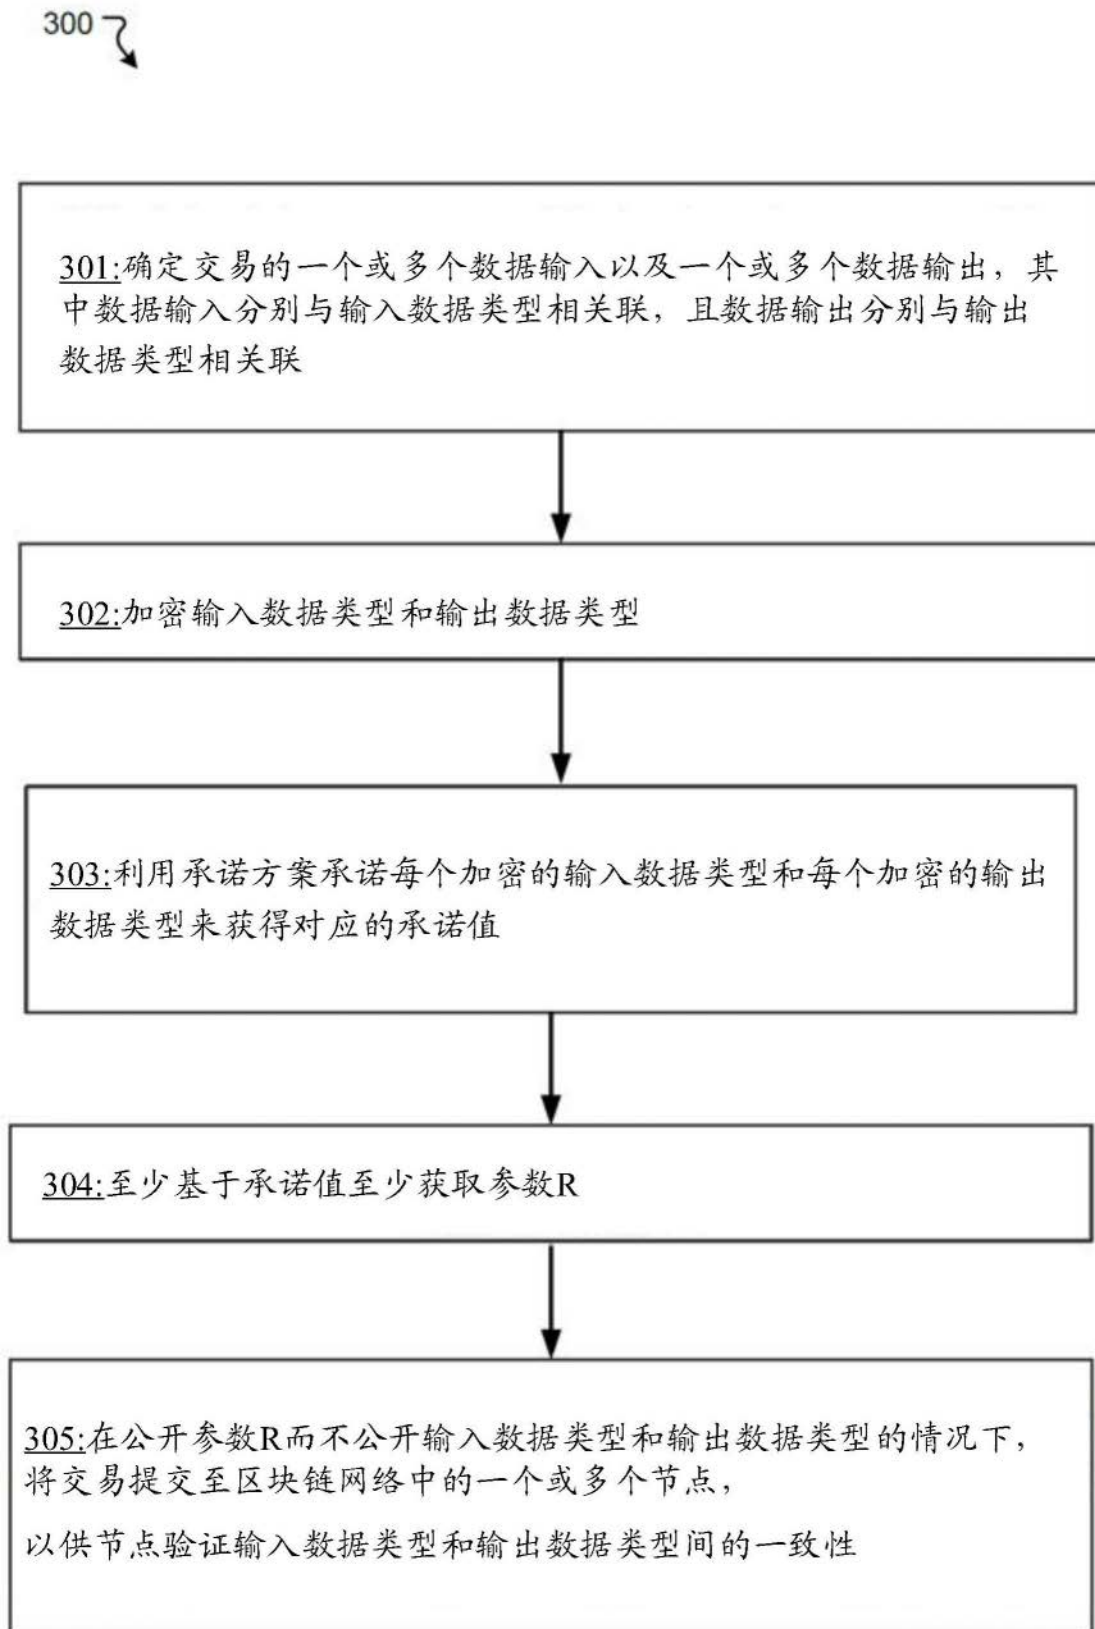 300
301:确定交易的一个或多个数据输入以及一个或多个数据输出，其
中数据输入分别与输入数据类型相关联，且数据输出分别与输出
数据类型相关联
302:加密输入数据类型和输出数据类型
303:利用承诺方案承诺每个加密的输入数据类型和每个加密的输出
数据类型来获得对应的承诺值
304:至少基于承诺值至少获取参数R
305:在公开参数R而不公开输入数据类型和输出数据类型的情况下，
将交易提交至区块链网络中的一个或多个节点，
以供节点验证输入数据类型和输出数据类型间的一致性